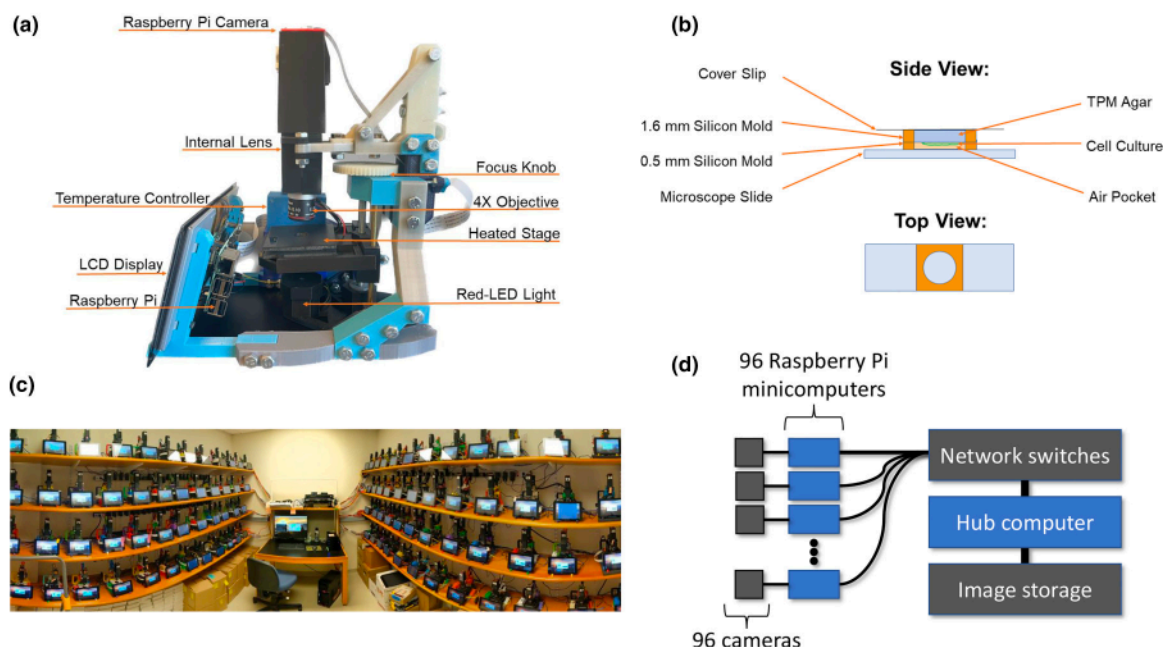 (a)
Raspberry Pi Camera
Internal Lens
Temperature Controller
LCD Display
Raspberry Pi
Focus Knob
4X Objective
Heated Stage
Red-LED Light
(b)
Side View:
Cover Slip
1.6 mm Silicon Mold
0.5 mm Silicon Mold
Microscope Slide
TPM Agar
Cell Culture
Air Pocket
Top View:
(c)
(d)
96 Raspberry Pi
minicomputers
Network switches
Hub computer
Image storage
96 cameras